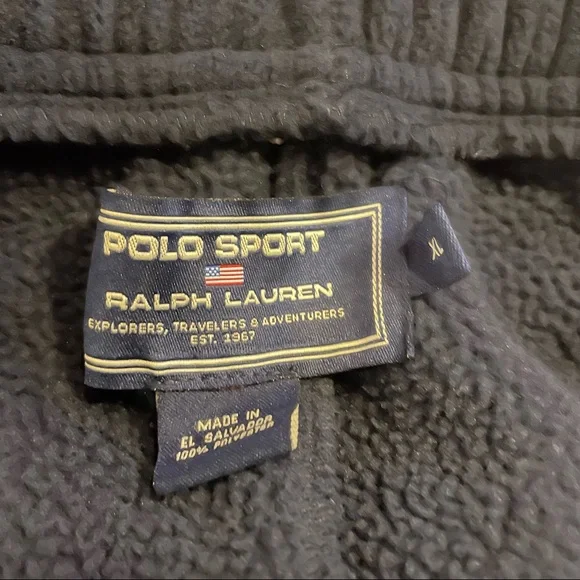 POLO SPORT
RALPH LAUREN
EXPLORERS, TRAVELERS & ADVENTURERS
EST. 1967
XL
MADE IN
EL SALVADOR
100% POLYESTER